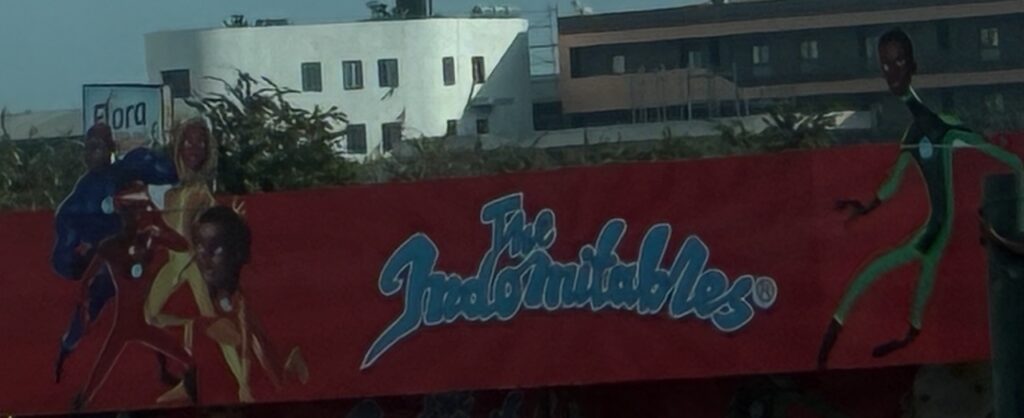 Flora
The
Indomitables®